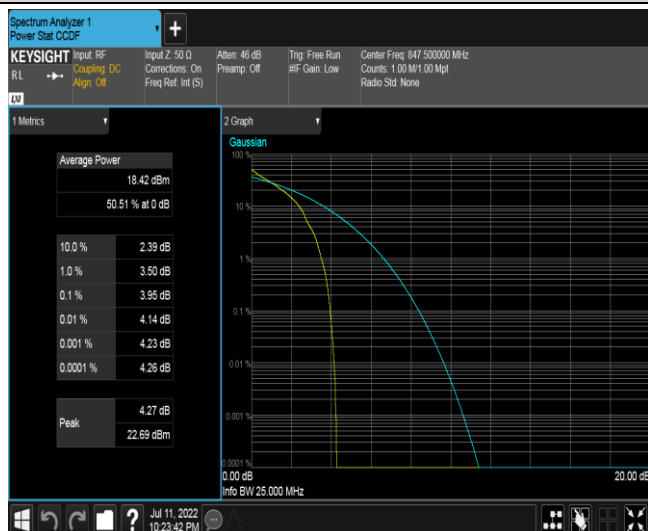 Spectrum Analyzer 1
Power Stat CCDF
KEYSIGHT
RL
LXI
Input: RF
Coupling: DC
Align: Off
Input Z: 50 Ω
Corrections: On
Freq Ref: Int (S)
Atten: 46 dB
Preamp: Off
Trig: Free Run
#IF Gain: Low
Center Freq: 847.500000 MHz
Counts: 1.00 M/1.00 Mpt
Radio Std: None
1 Metrics
Average Power
18.42 dBm
50.51 % at 0 dB
10.0 % 2.39 dB
1.0 % 3.50 dB
0.1 % 3.95 dB
0.01 % 4.14 dB
0.001 % 4.23 dB
0.0001 % 4.26 dB
Peak
4.27 dB
22.69 dBm
2 Graph
Gaussian
100 %
10 %
1 %
0.1 %
0.01 %
0.001 %
0.0001 %
0.00 dB 20.00 dB
Info BW 25.000 MHz
?
Jul 11, 2022
10:23:42 PM